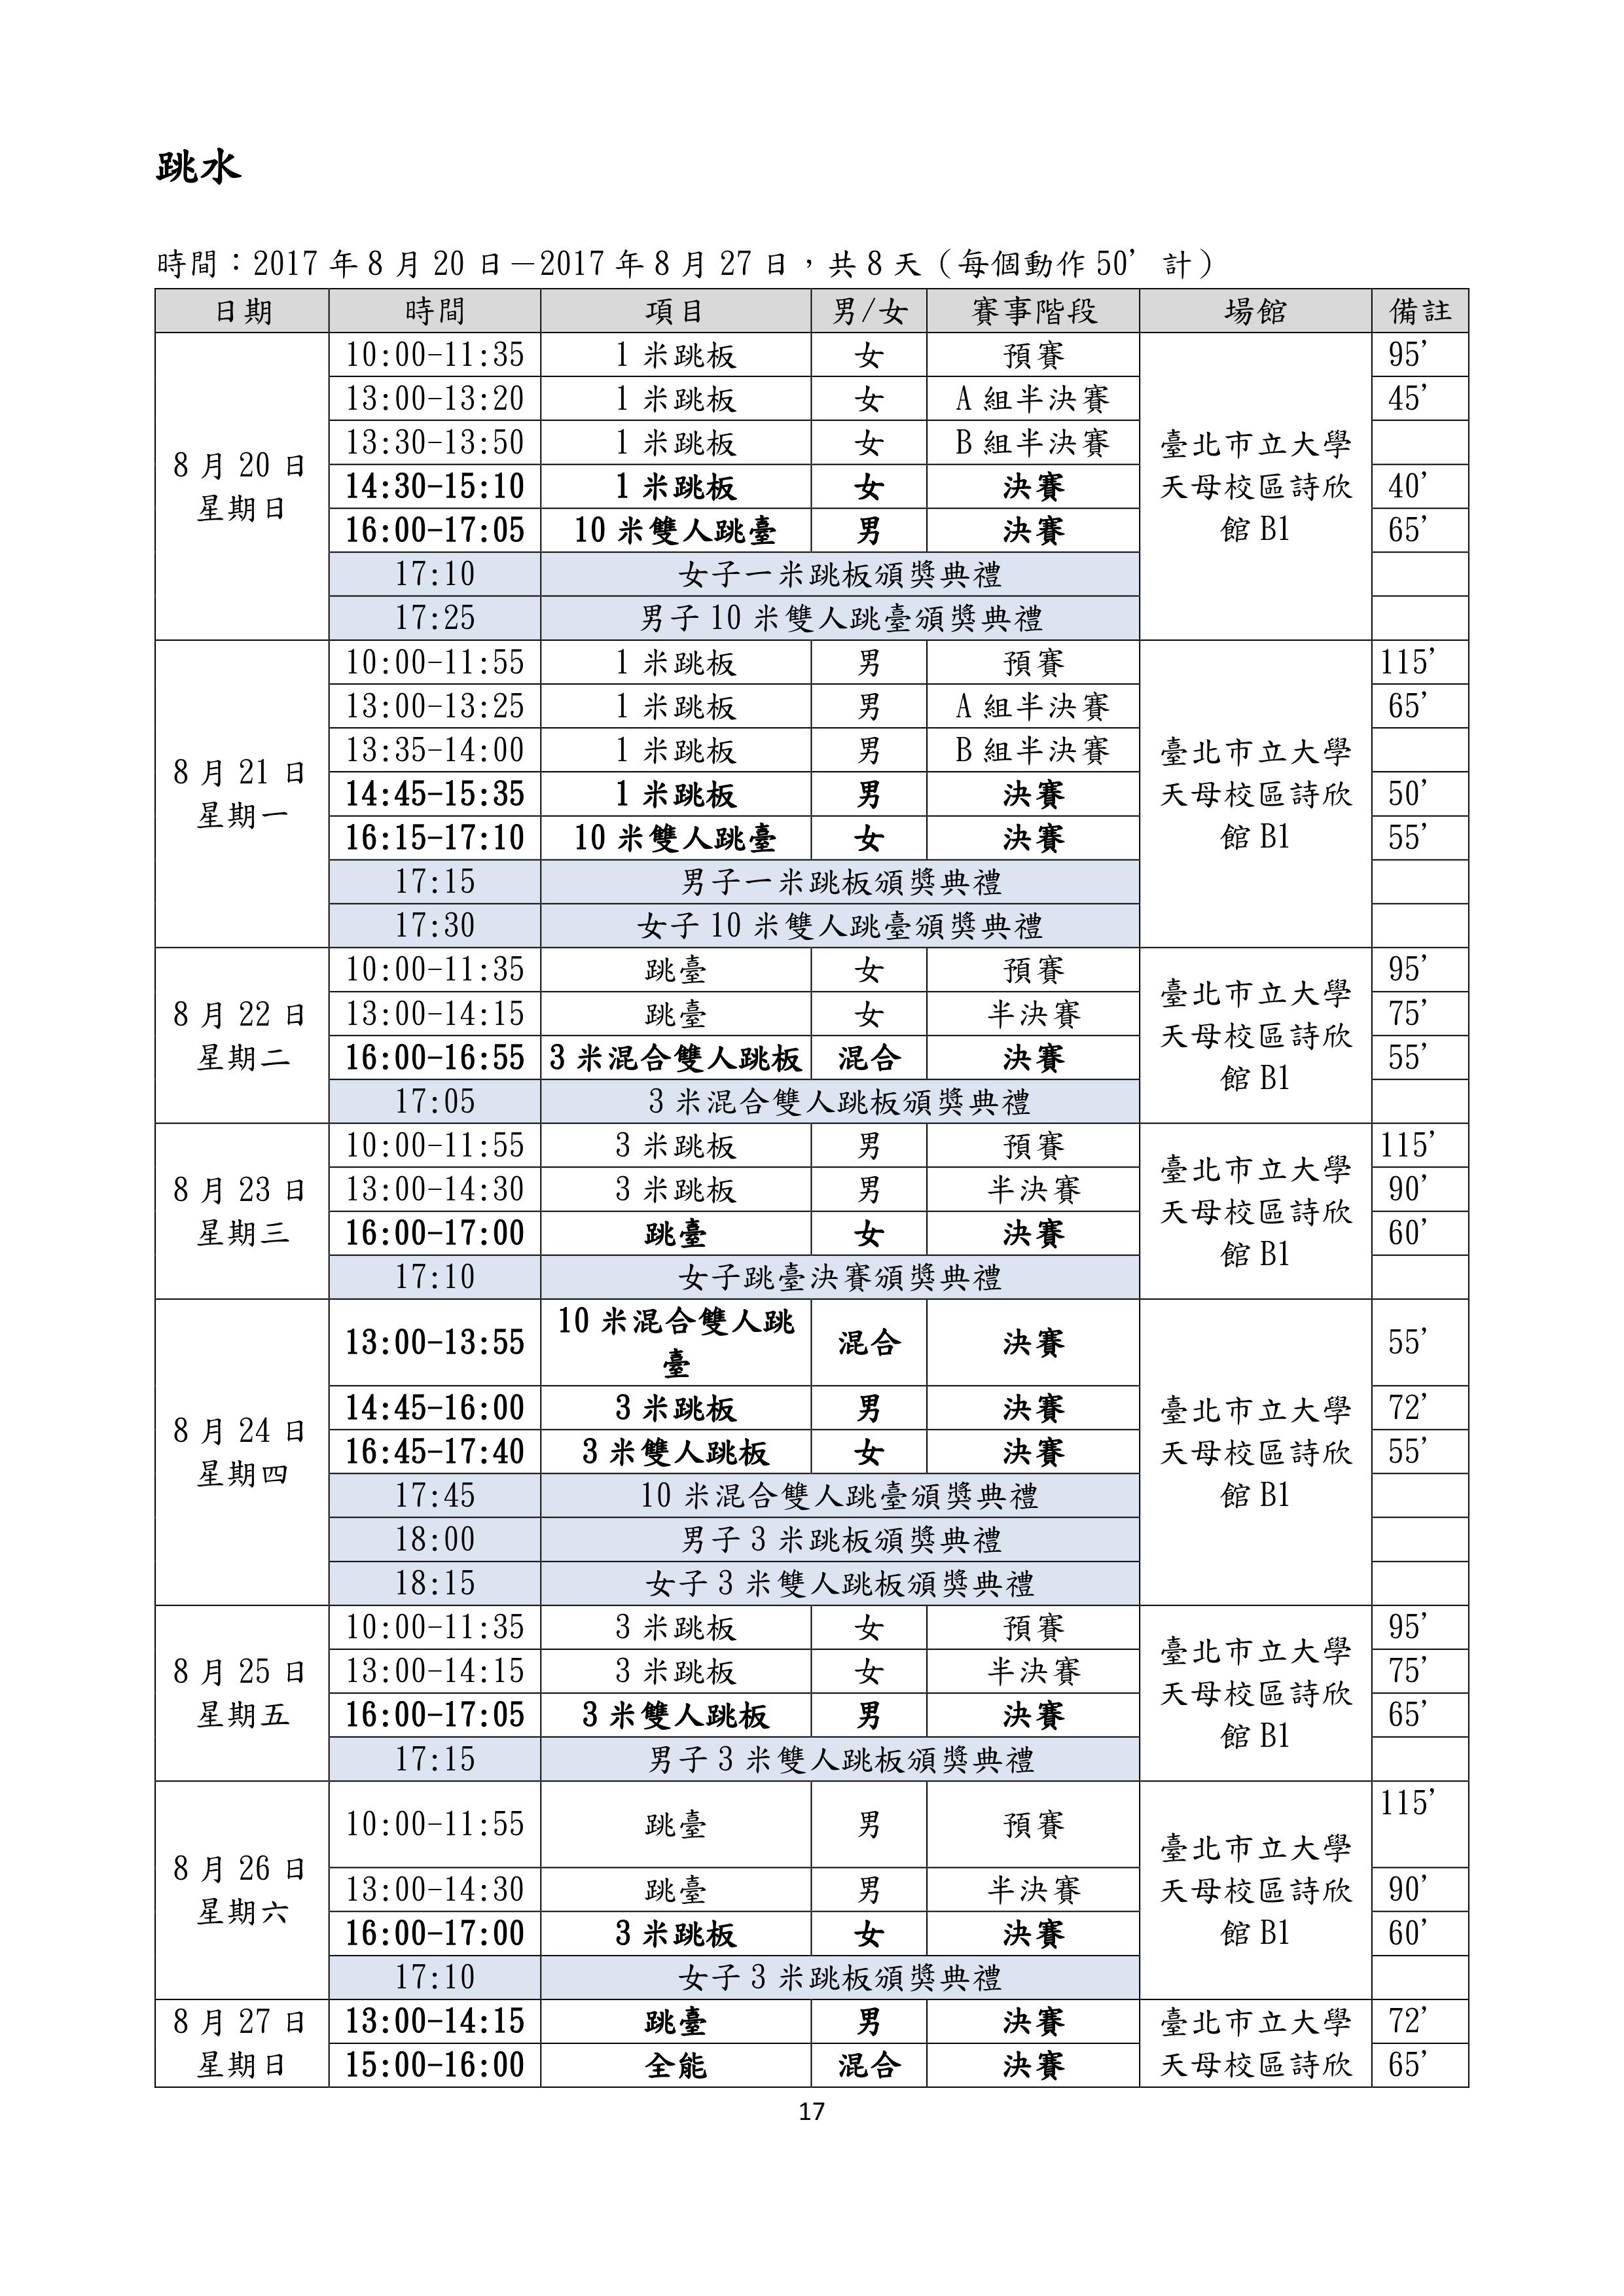 跳水
時間：2017 年 8 月 20 日－2017 年 8 月 27 日，共 8 天（每個動作 50’ 計）
日期 時間 項目 男/女 賽事階段 場館 備註
8 月 20 日
星期日
10:00-11:35 1 米跳板 女 預賽 95’
13:00-13:20 1 米跳板 女 A 組半決賽 45’
13:30-13:50 1 米跳板 女 B 組半決賽
14:30-15:10 1 米跳板 女 決賽 40’
16:00-17:05 10 米雙人跳臺 男 決賽 65’
17:10 女子一米跳板頒獎典禮
17:25 男子 10 米雙人跳臺頒獎典禮
臺北市立大學
天母校區詩欣
館 B1
8 月 21 日
星期一
10:00-11:55 1 米跳板 男 預賽 115’
13:00-13:25 1 米跳板 男 A 組半決賽 65’
13:35-14:00 1 米跳板 男 B 組半決賽
14:45-15:35 1 米跳板 男 決賽 50’
16:15-17:10 10 米雙人跳臺 女 決賽 55’
17:15 男子一米跳板頒獎典禮
17:30 女子 10 米雙人跳臺頒獎典禮
臺北市立大學
天母校區詩欣
館 B1
8 月 22 日
星期二
10:00-11:35 跳臺 女 預賽 95’
13:00-14:15 跳臺 女 半決賽 75’
16:00-16:55 3 米混合雙人跳板 混合 決賽 55’
17:05 3 米混合雙人跳板頒獎典禮
臺北市立大學
天母校區詩欣
館 B1
8 月 23 日
星期三
10:00-11:55 3 米跳板 男 預賽 115’
13:00-14:30 3 米跳板 男 半決賽 90’
16:00-17:00 跳臺 女 決賽 60’
17:10 女子跳臺決賽頒獎典禮
臺北市立大學
天母校區詩欣
館 B1
8 月 24 日
星期四
13:00-13:55 10 米混合雙人跳
臺 混合 決賽 55’
14:45-16:00 3 米跳板 男 決賽 72’
16:45-17:40 3 米雙人跳板 女 決賽 55’
17:45 10 米混合雙人跳臺頒獎典禮
18:00 男子 3 米跳板頒獎典禮
18:15 女子 3 米雙人跳板頒獎典禮
臺北市立大學
天母校區詩欣
館 B1
8 月 25 日
星期五
10:00-11:35 3 米跳板 女 預賽 95’
13:00-14:15 3 米跳板 女 半決賽 75’
16:00-17:05 3 米雙人跳板 男 決賽 65’
17:15 男子 3 米雙人跳板頒獎典禮
臺北市立大學
天母校區詩欣
館 B1
8 月 26 日
星期六
10:00-11:55 跳臺 男 預賽 115’
13:00-14:30 跳臺 男 半決賽 90’
16:00-17:00 3 米跳板 女 決賽 60’
17:10 女子 3 米跳板頒獎典禮
臺北市立大學
天母校區詩欣
館 B1
8 月 27 日
星期日
13:00-14:15 跳臺 男 決賽 72’
15:00-16:00 全能 混合 決賽 65’
臺北市立大學
天母校區詩欣
17